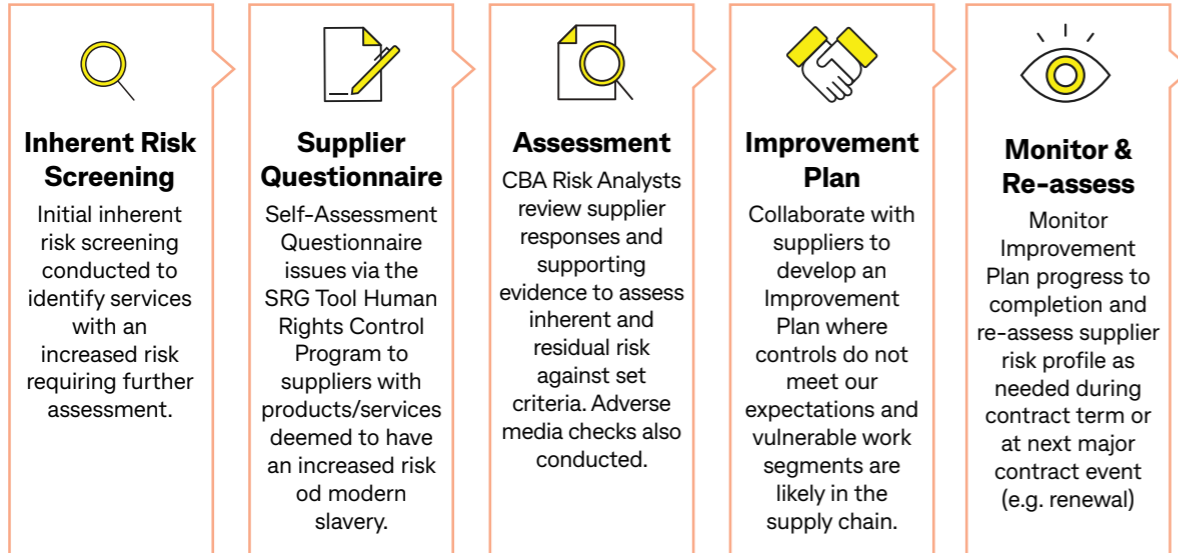 Inherent Risk
Screening
Initial inherent
risk screening
conducted to
identify services
with an
increased risk
requiring further
assessment.
Supplier
Questionnaire
Self-Assessment
Questionnaire
issues via the
SRG Tool Human
Rights Control
Program to
suppliers with
products/services
deemed to have
an increased risk
od modern
slavery.
Assessment
CBA Risk Analysts
review supplier
responses and
supporting
evidence to assess
inherent and
residual risk
against set
criteria. Adverse
media checks also
conducted.
Improvement
Plan
Collaborate with
suppliers to
develop an
Improvement
Plan where
controls do not
meet our
expectations and
vulnerable work
segments are
likely in the
supply chain.
Monitor &
Re-assess
Monitor
Improvement
Plan progress to
completion and
re-assess supplier
risk profile as
needed during
contract term or
at next major
contract event
(e.g. renewal)